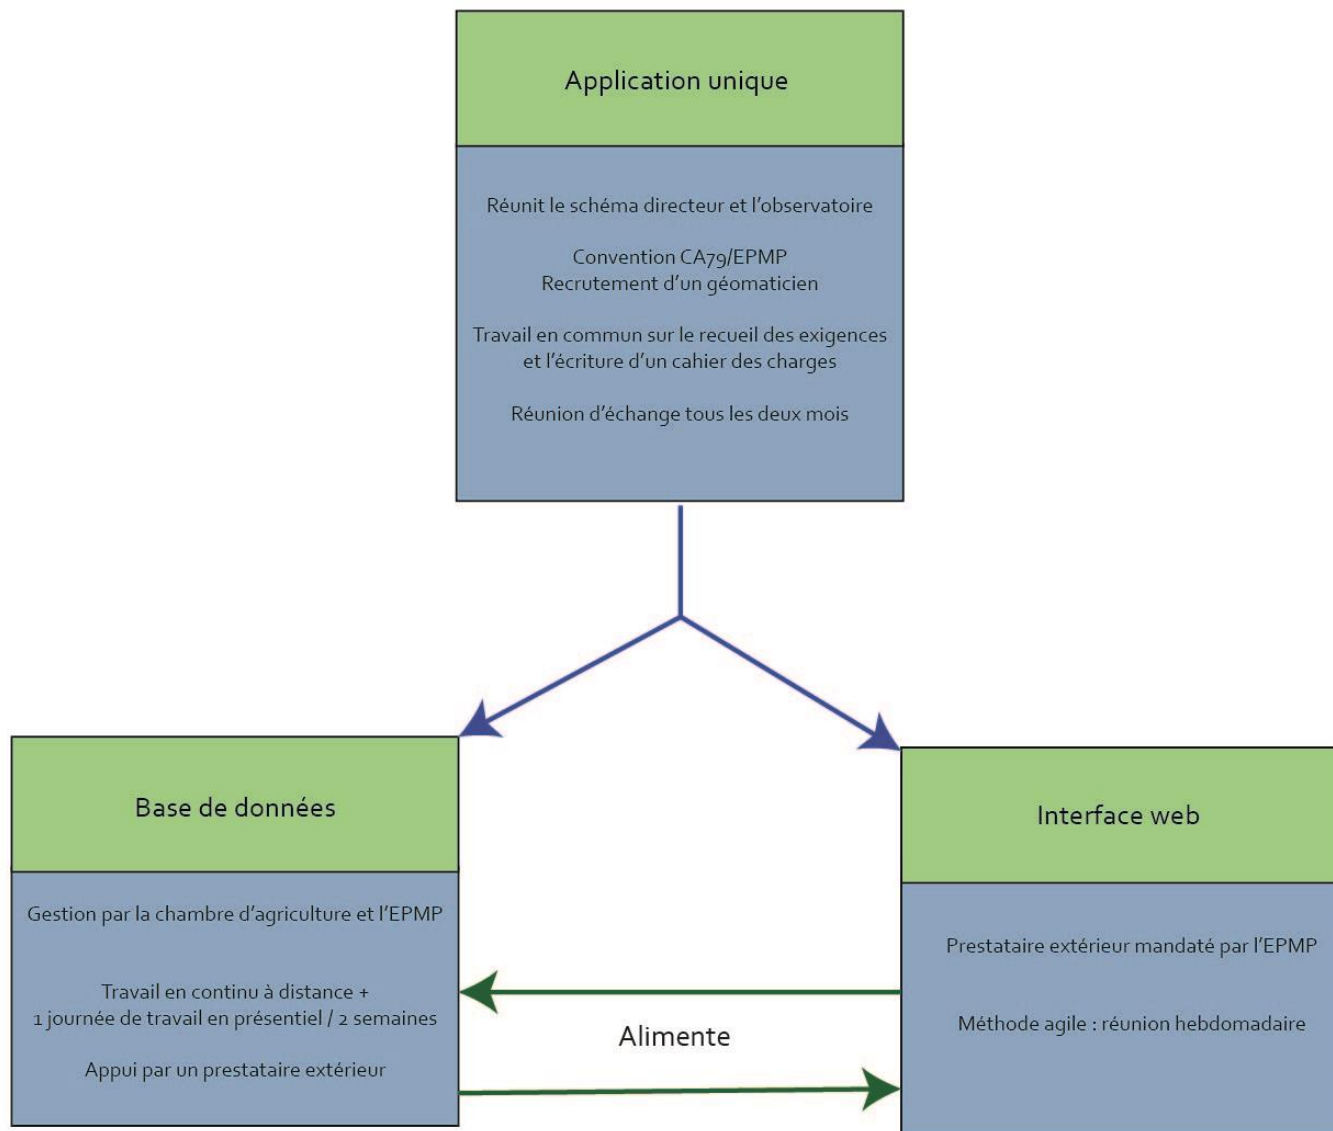 Application unique
Réunit le schéma directeur et l'observatoire
Convention CA79/EPMP
Recrutement d'un géomaticien
Travail en commun sur le recueil des exigences
et l'écriture d'un cahier des charges
Réunion d'échange tous les deux mois
Base de données
Gestion par la chambre d'agriculture et l'EPMP
Travail en continu à distance +
1 journée de travail en présentiel / 2 semaines
Appui par un prestataire extérieur
Alimente
Interface web
Prestataire extérieur mandaté par l'EPMP
Méthode agile : réunion hebdomadaire